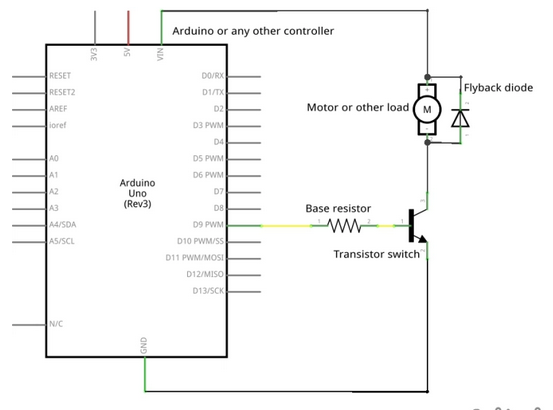 Arduino or any other controller
3V3
5V
VIN
Flyback diode
RESET
D0/RX
RESET2
D1/TX
AREF
D2
Motor or other load
M
ioref
D3 PWM
D4
A0
D5 PWM
A1
D6 PWM
Arduino
Uno
(Rev3)
A2
D7
A3
D8
Base resistor
A4/SDA
D9 PWM
1
2
1
A5/SCL
D10 PWM/SS
Transistor switch
D11 PWM/MOSI
D12/MISO
D13/SCK
N/C
GND